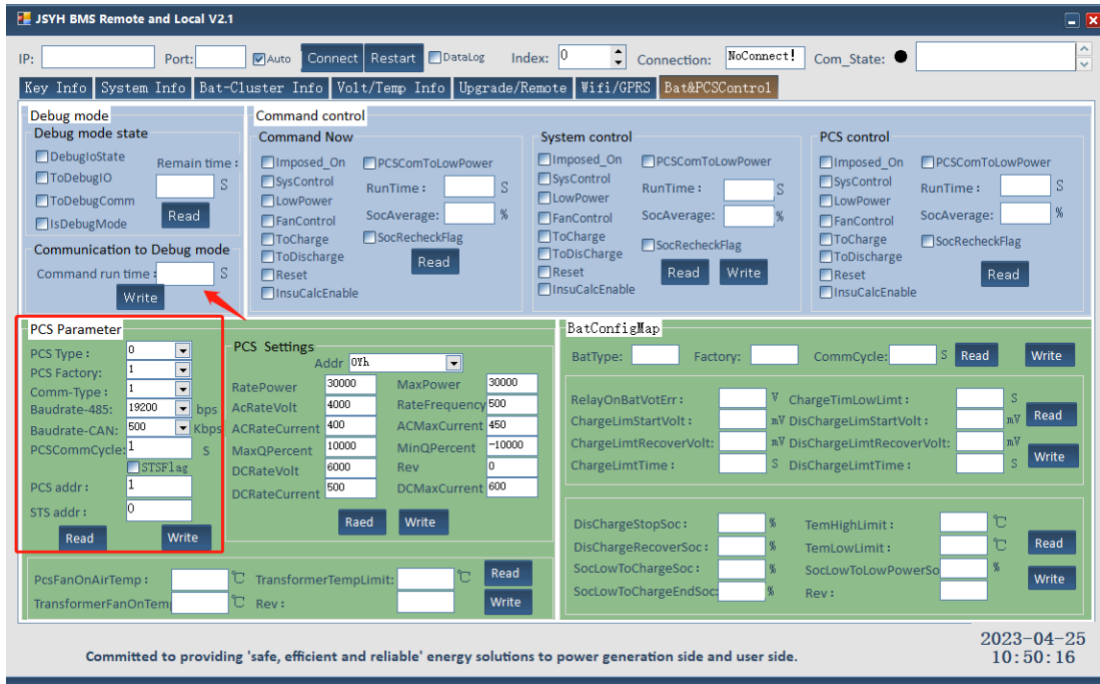 JSYH BMS Remote and Local V2.1
IP: Port: Auto Connect Restart DataLog Index: 0 Connection: NoConnect! Com_State:
Key Info System Info Bat-Cluster Info Volt/Temp Info Upgrade/Remote Wifi/GPRS Bat&PCSControl
Debug mode
Debug mode state
DebugIoState
ToDebugIO
ToDebugComm
IsDebugMode
Remain time :
S
Read
Communication to Debug mode
Command run time : S
Write
Command control
Command Now
Imposed_On
SysControl
LowPower
FanControl
ToCharge
ToDischarge
Reset
InsuCalcEnable
PCSComToLowPower
RunTime : S
SocAverage: %
SocRecheckFlag
Read
System control
Imposed_On
SysControl
LowPower
FanControl
ToCharge
ToDisCharge
Reset
InsuCalcEnable
PCSComToLowPower
RunTime : S
SocAverage: %
SocRecheckFlag
Read Write
PCS control
Imposed_On
SysControl
LowPower
FanControl
ToCharge
ToDischarge
Reset
InsuCalcEnable
PCSComToLowPower
RunTime : S
SocAverage: %
SocRecheckFlag
Read
PCS Parameter
PCS Type : 0
PCS Factory: 1
Comm-Type : 1
Baudrate-485: 19200 bps
Baudrate-CAN: 500 Kbps
PCSCommCycle: 1 S
STSFlag
PCS addr : 1
STS addr : 0
Read Write
PCS Settings
Addr 0Yh
RatePower 30000 MaxPower 30000
AcRateVolt 4000 RateFrequency 500
ACRateCurrent 400 ACMaxCurrent 450
MaxQPercent 10000 MinQPercent -10000
DCRateVolt 6000 Rev 0
DCRateCurrent 500 DCMaxCurrent 600
Raed Write
PcsFanOnAirTemp : ℃ TransformerTempLimit: ℃ Read
TransformerFanOnTem ℃ Rev : Write
BatConfigMap
BatType: Factory: CommCycle: S Read Write
RelayOnBatVotErr : V ChargeTimLowLimt : S
ChargeLimStartVolt : mV DisChargeLimStartVolt : mV Read
ChargeLimtRecoverVolt: mV DisChargeLimtRecoverVolt: mV
ChargeLimtTime : S DisChargeLimtTime : S Write
DisChargeStopSoc : % TemHighLimit : ℃
DisChargeRecoverSoc : % TemLowLimit : ℃ Read
SocLowToChargeSoc : % SocLowToLowPowerSo %
SocLowToChargeEndSoc: % Rev : Write
Committed to providing 'safe, efficient and reliable' energy solutions to power generation side and user side.
2023-04-25
10:50:16